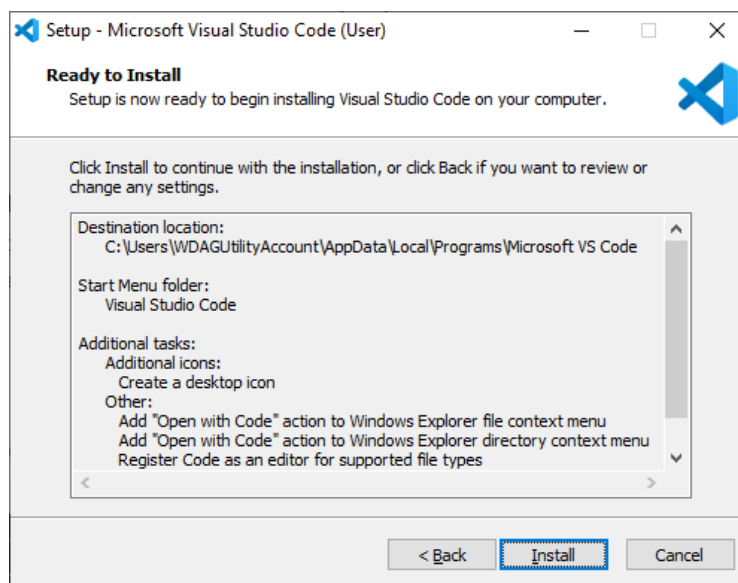 Setup - Microsoft Visual Studio Code (User)
Ready to Install
Setup is now ready to begin installing Visual Studio Code on your computer.
Click Install to continue with the installation, or click Back if you want to review or
change any settings.
Destination location:
C:\Users\WDAGUtilityAccount\AppData\Local\Programs\Microsoft VS Code
Start Menu folder:
Visual Studio Code
Additional tasks:
Additional icons:
Create a desktop icon
Other:
Add "Open with Code" action to Windows Explorer file context menu
Add "Open with Code" action to Windows Explorer directory context menu
Register Code as an editor for supported file types
< Back
Install
Cancel